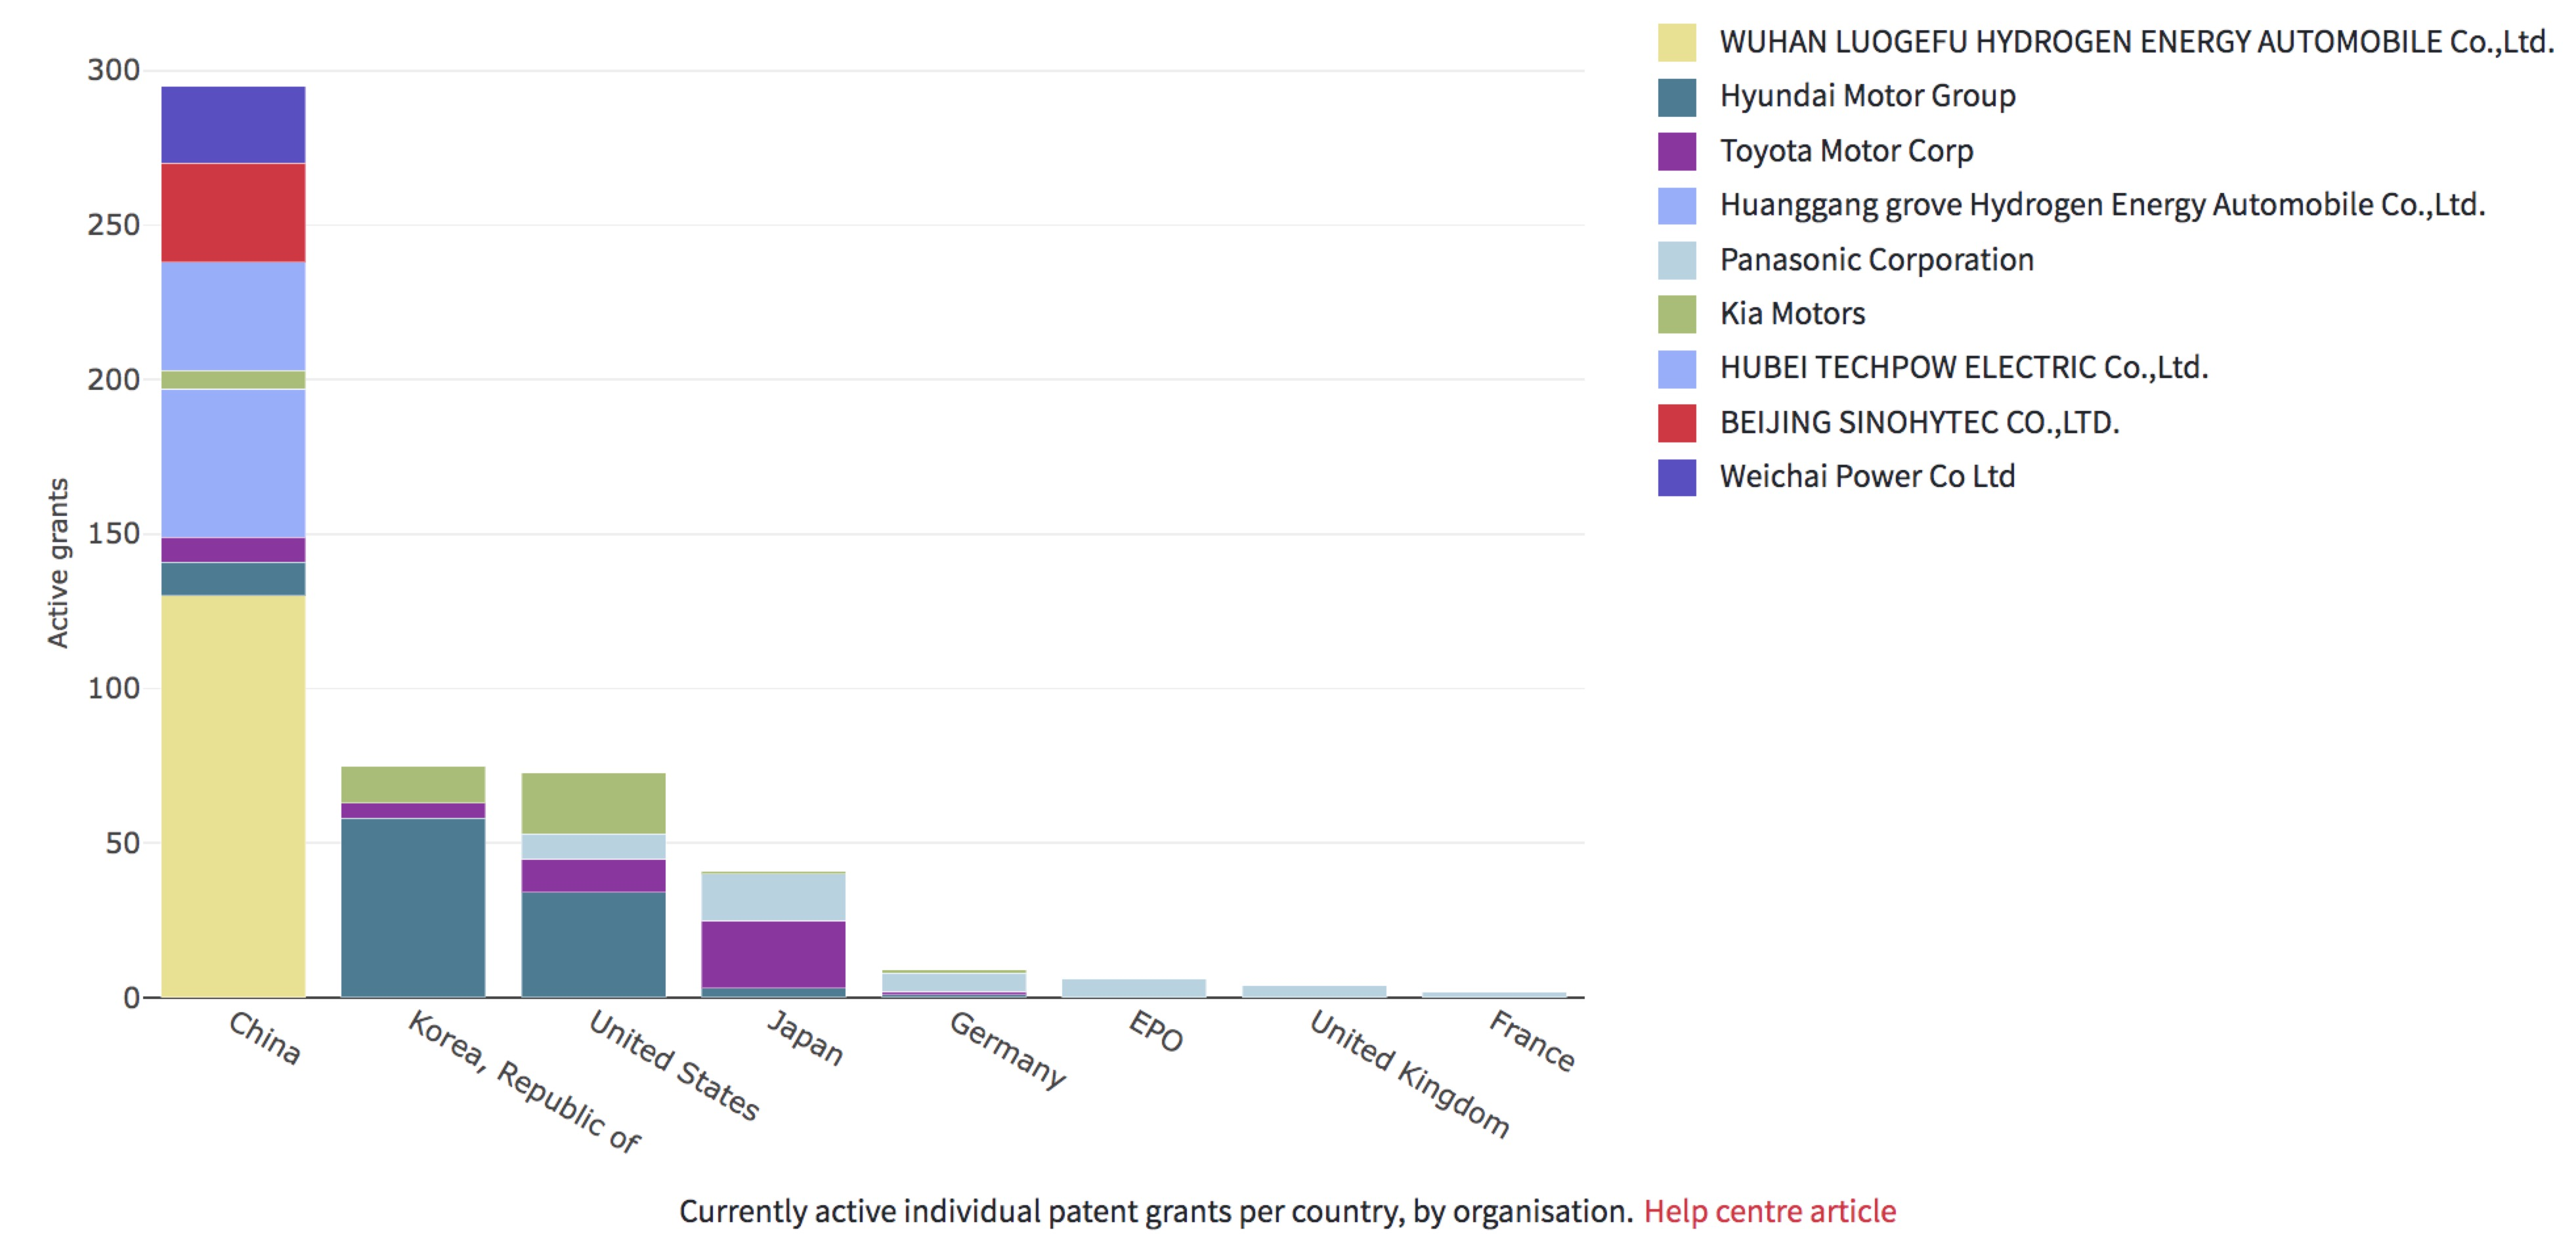 300
250
200
150
100
50
0
Active grants
China
Korea, Republic of
United States
Japan
Germany
EPO
United Kingdom
France
WUHAN LUOGEFU HYDROGEN ENERGY AUTOMOBILE Co.,Ltd.
Hyundai Motor Group
Toyota Motor Corp
Huanggang grove Hydrogen Energy Automobile Co.,Ltd.
Panasonic Corporation
Kia Motors
HUBEI TECHPOW ELECTRIC Co.,Ltd.
BEIJING SINOHYTEC CO.,LTD.
Weichai Power Co Ltd
Currently active individual patent grants per country, by organisation. Help centre article